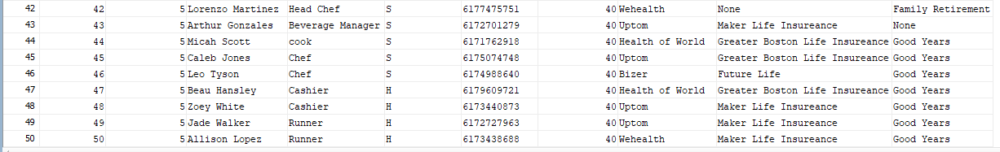 42 42 5 Lorenzo Martinez Head Chef S 6177475751 40 Wehealth None Family Retirement
43 43 5 Arthur Gonzales Beverage Manager S 6172701279 40 Uptom Maker Life Insureance None
44 44 5 Micah Scott cook S 6171762918 40 Health of World Greater Boston Life Insureance Good Years
45 45 5 Caleb Jones Chef S 6175074748 40 Uptom Greater Boston Life Insureance Good Years
46 46 5 Leo Tyson Chef S 6174988640 40 Bizer Future Life Good Years
47 47 5 Beau Hansley Cashier H 6179609721 40 Health of World Greater Boston Life Insureance Good Years
48 48 5 Zoey White Cashier H 6173440873 40 Uptom Maker Life Insureance Good Years
49 49 5 Jade Walker Runner H 6172727963 40 Uptom Maker Life Insureance Good Years
50 50 5 Allison Lopez Runner H 6173438688 40 Wehealth Maker Life Insureance Good Years